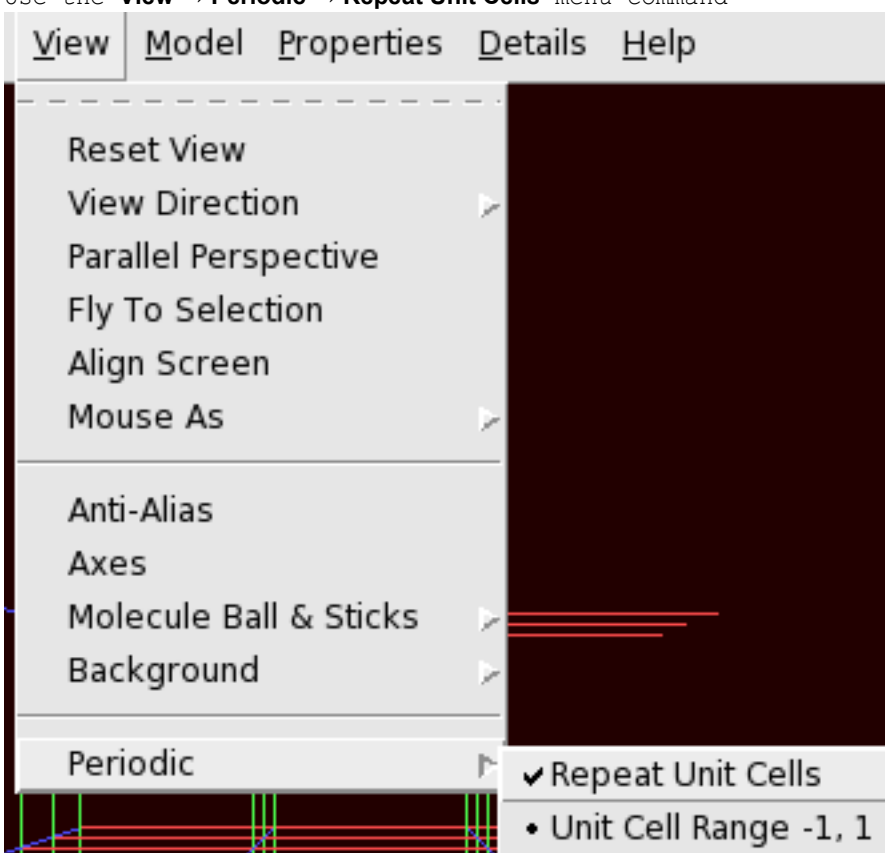 use the View → Periodic → Repeat Unit Cells menu command
View Model Properties Details Help
Reset View
View Direction
Parallel Perspective
Fly To Selection
Align Screen
Mouse As
Anti-Alias
Axes
Molecule Ball & Sticks
Background
Periodic
Repeat Unit Cells
Unit Cell Range -1, 1